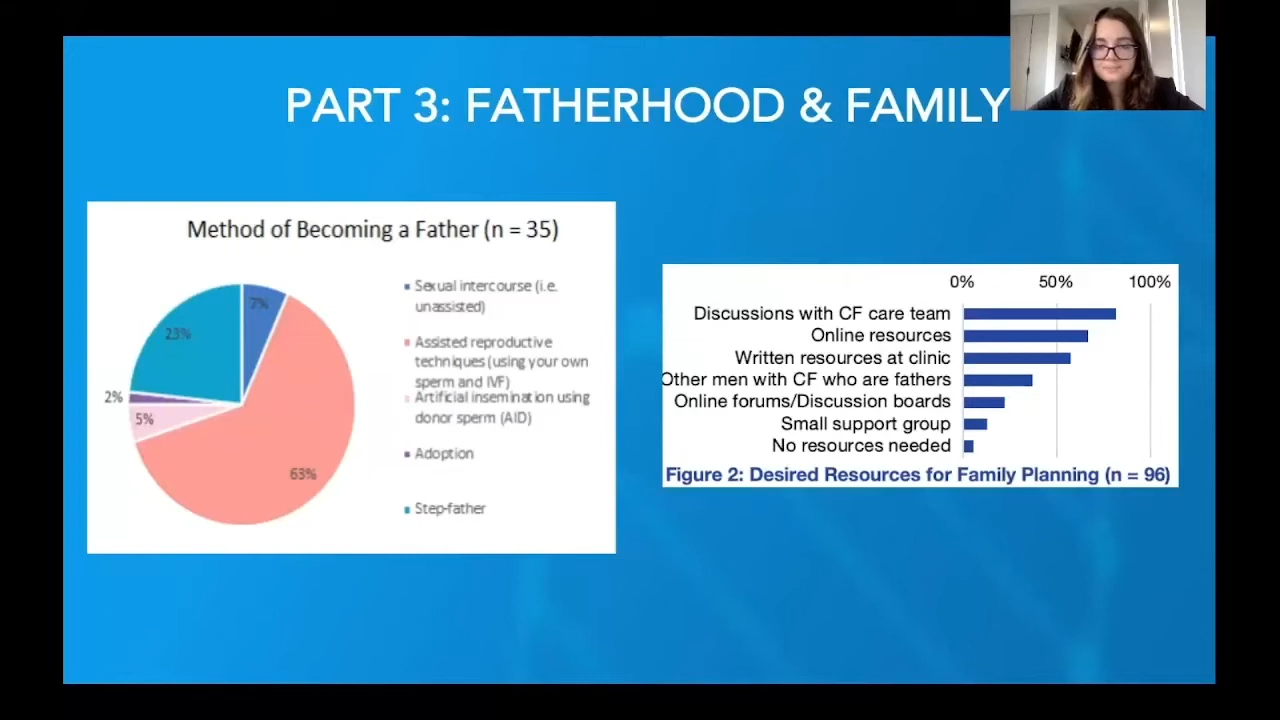 PART 3: FATHERHOOD & FAMILY
Method of Becoming a Father (n = 35)
7%
23%
2%
5%
63%
Sexual intercourse (i.e.
unassisted)
Assisted reproductive
techniques (using your own
sperm and IVF)
Artificial insemination using
donor sperm (AID)
Adoption
Step-father
0% 50% 100%
Discussions with CF care team
Online resources
Written resources at clinic
Other men with CF who are fathers
Online forums/Discussion boards
Small support group
No resources needed
Figure 2: Desired Resources for Family Planning (n = 96)